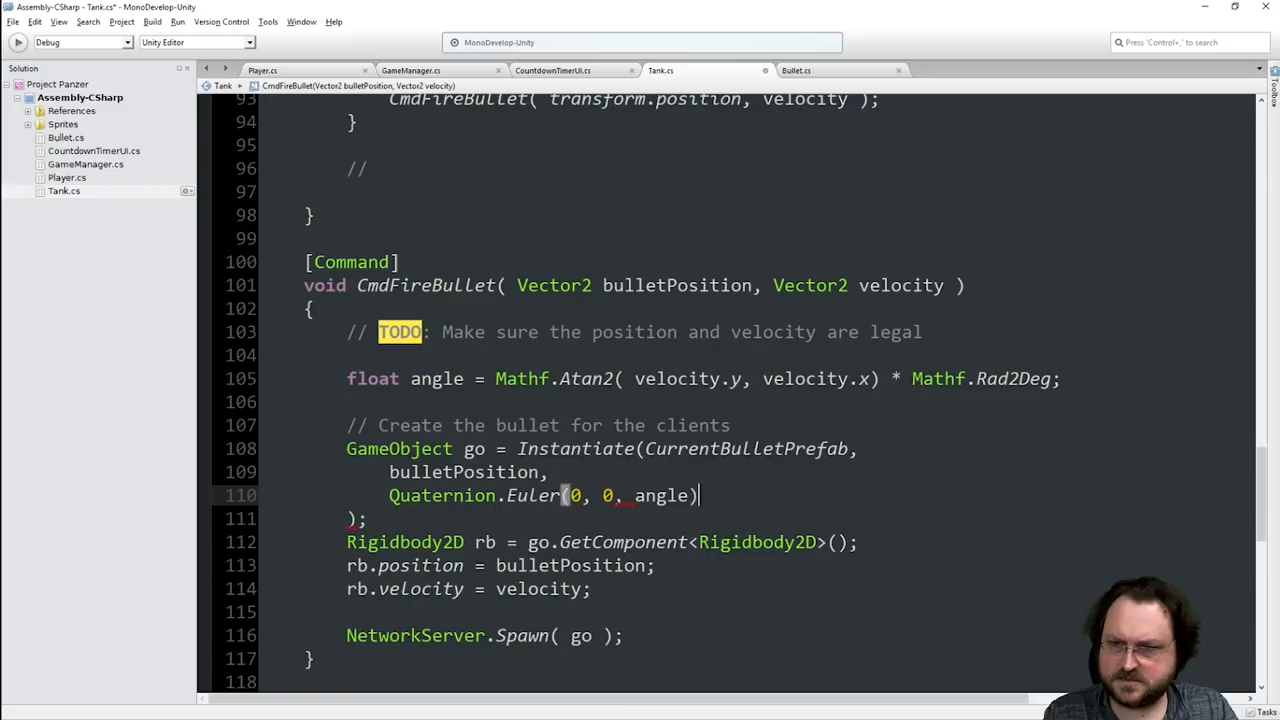 Assembly-CSharp - Tank.cs* - MonoDevelop-Unity
File Edit View Search Project Build Run Version Control Tools Window Help
Debug Unity Editor MonoDevelop-Unity Press 'Control+,' to search
Solution
Project Panzer
Assembly-CSharp
References
Sprites
Bullet.cs
CountdownTimerUI.cs
GameManager.cs
Player.cs
Tank.cs
Player.cs GameManager.cs CountdownTimerUI.cs Tank.cs Bullet.cs
Tank CmdFireBullet(Vector2 bulletPosition, Vector2 velocity)
93 CmdFireBullet( transform.position, velocity );
94 }
95
96 //
97
98 }
99
100 [Command]
101 void CmdFireBullet( Vector2 bulletPosition, Vector2 velocity )
102 {
103 // TODO: Make sure the position and velocity are legal
104
105 float angle = Mathf.Atan2( velocity.y, velocity.x) * Mathf.Rad2Deg;
106
107 // Create the bullet for the clients
108 GameObject go = Instantiate(CurrentBulletPrefab,
109 bulletPosition,
110 Quaternion.Euler(0, 0, angle)
111 );
112 Rigidbody2D rb = go.GetComponent<Rigidbody2D>();
113 rb.position = bulletPosition;
114 rb.velocity = velocity;
115
116 NetworkServer.Spawn( go );
117 }
118
Toolbox
Tasks